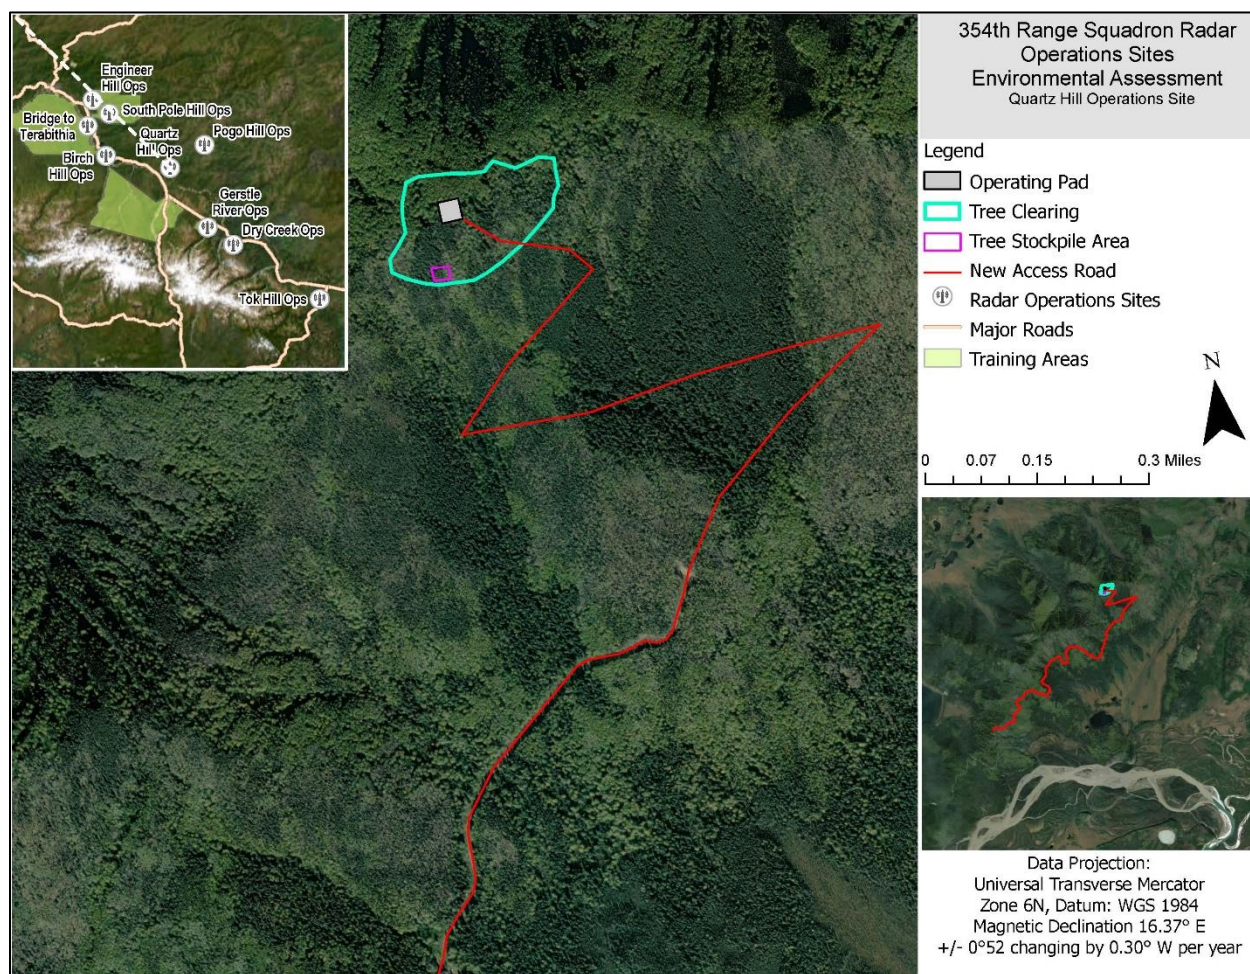 354th Range Squadron Radar
Operations Sites
Environmental Assessment
Quartz Hill Operations Site
Legend
Operating Pad
Tree Clearing
Tree Stockpile Area
New Access Road
Radar Operations Sites
Major Roads
Training Areas
N
0 0.07 0.15 0.3 Miles
Data Projection:
Universal Transverse Mercator
Zone 6N, Datum: WGS 1984
Magnetic Declination 16.37° E
+/- 0°52 changing by 0.30° W per year
Engineer
Hill Ops
South Pole Hill Ops
Bridge to
Terabithia
Quartz
Hill Ops
Pogo Hill Ops
Birch
Hill Ops
Gerstle
River Ops
Dry Creek Ops
Tok Hill Ops